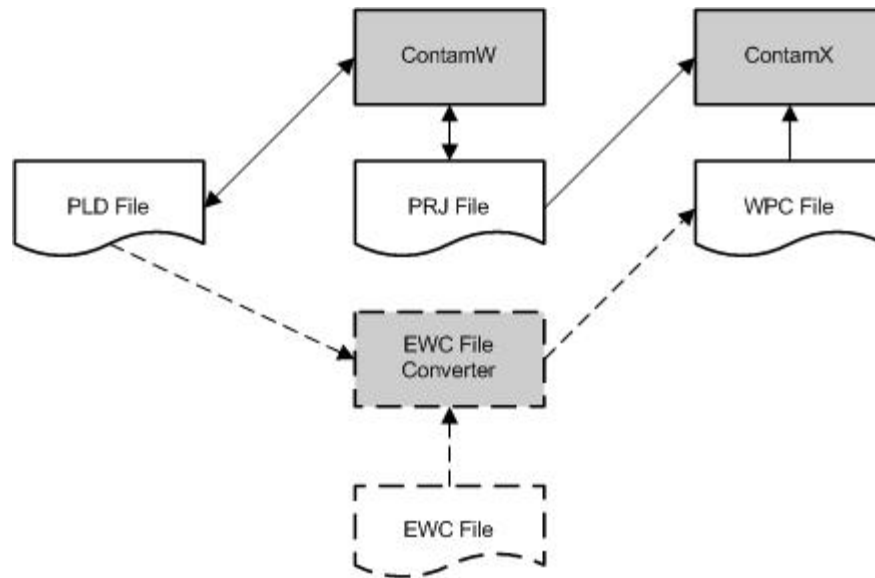 ContamW
ContamX
PLD File
PRJ File
WPC File
EWC File
Converter
EWC File